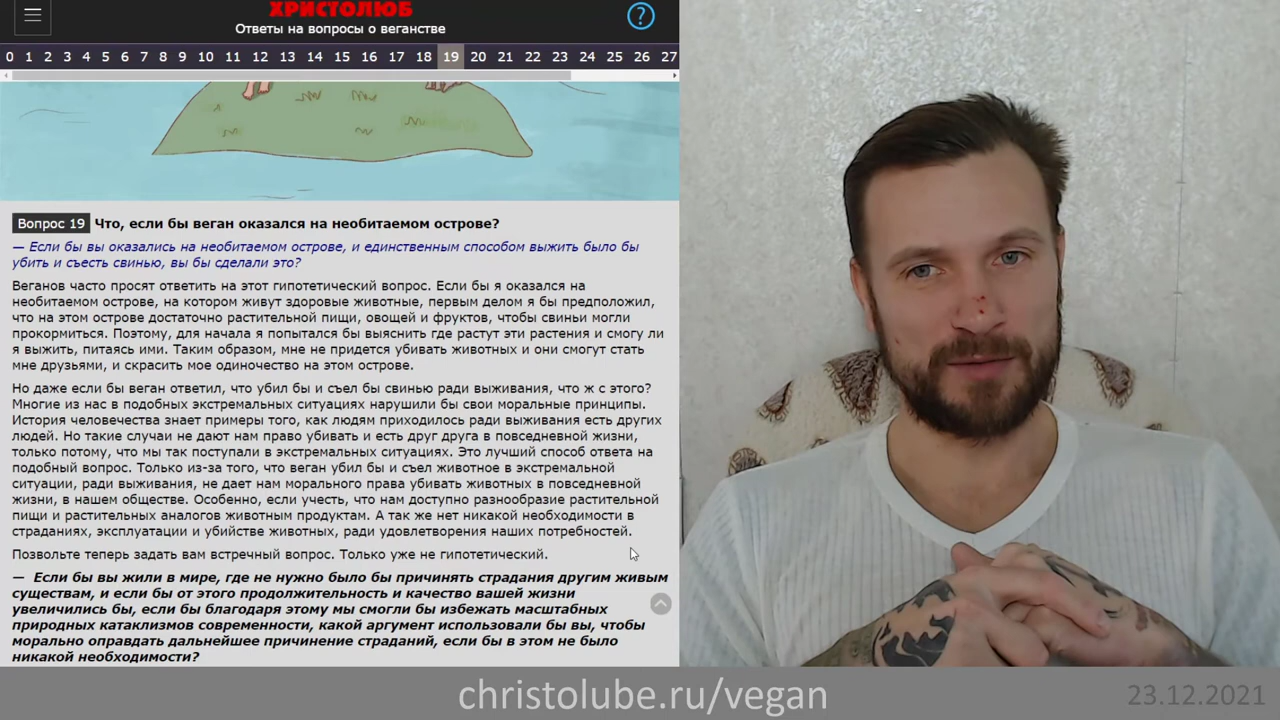 ХРИСТОЛЮБ
Ответы на вопросы о веганстве
?
0 1 2 3 4 5 6 7 8 9 10 11 12 13 14 15 16 17 18 19 20 21 22 23 24 25 26 27
Вопрос 19 Что, если бы веган оказался на необитаемом острове?
— Если бы вы оказались на необитаемом острове, и единственным способом выжить было бы
убить и съесть свинью, вы бы сделали это?
Веганов часто просят ответить на этот гипотетический вопрос. Если бы я оказался на
необитаемом острове, на котором живут здоровые животные, первым делом я бы предположил,
что на этом острове достаточно растительной пищи, овощей и фруктов, чтобы свиньи могли
прокормиться. Поэтому, для начала я попытался бы выяснить где растут эти растения и смогу ли
я выжить, питаясь ими. Таким образом, мне не придется убивать животных и они смогут стать
мне друзьями, и скрасить мое одиночество на этом острове.
Но даже если бы веган ответил, что убил бы и съел бы свинью ради выживания, что ж с этого?
Многие из нас в подобных экстремальных ситуациях нарушили бы свои моральные принципы.
История человечества знает примеры того, как людям приходилось ради выживания есть других
людей. Но такие случаи не дают нам право убивать и есть друг друга в повседневной жизни,
только потому, что мы так поступали в экстремальных ситуациях. Это лучший способ ответа на
подобный вопрос. Только из-за того, что веган убил бы и съел животное в экстремальной
ситуации, ради выживания, не дает нам морального права убивать животных в повседневной
жизни, в нашем обществе. Особенно, если учесть, что нам доступно разнообразие растительной
пищи и растительных аналогов животным продуктам. А так же нет никакой необходимости в
страданиях, эксплуатации и убийстве животных, ради удовлетворения наших потребностей.
Позвольте теперь задать вам встречный вопрос. Только уже не гипотетический.
— Если бы вы жили в мире, где не нужно было бы причинять страдания другим живым
существам, и если бы от этого продолжительность и качество вашей жизни
увеличились бы, если бы благодаря этому мы смогли бы избежать масштабных
природных катаклизмов современности, какой аргумент использовали бы вы, чтобы
морально оправдать дальнейшее причинение страданий, если бы в этом не было
никакой необходимости?
christolube.ru/vegan
23.12.2021